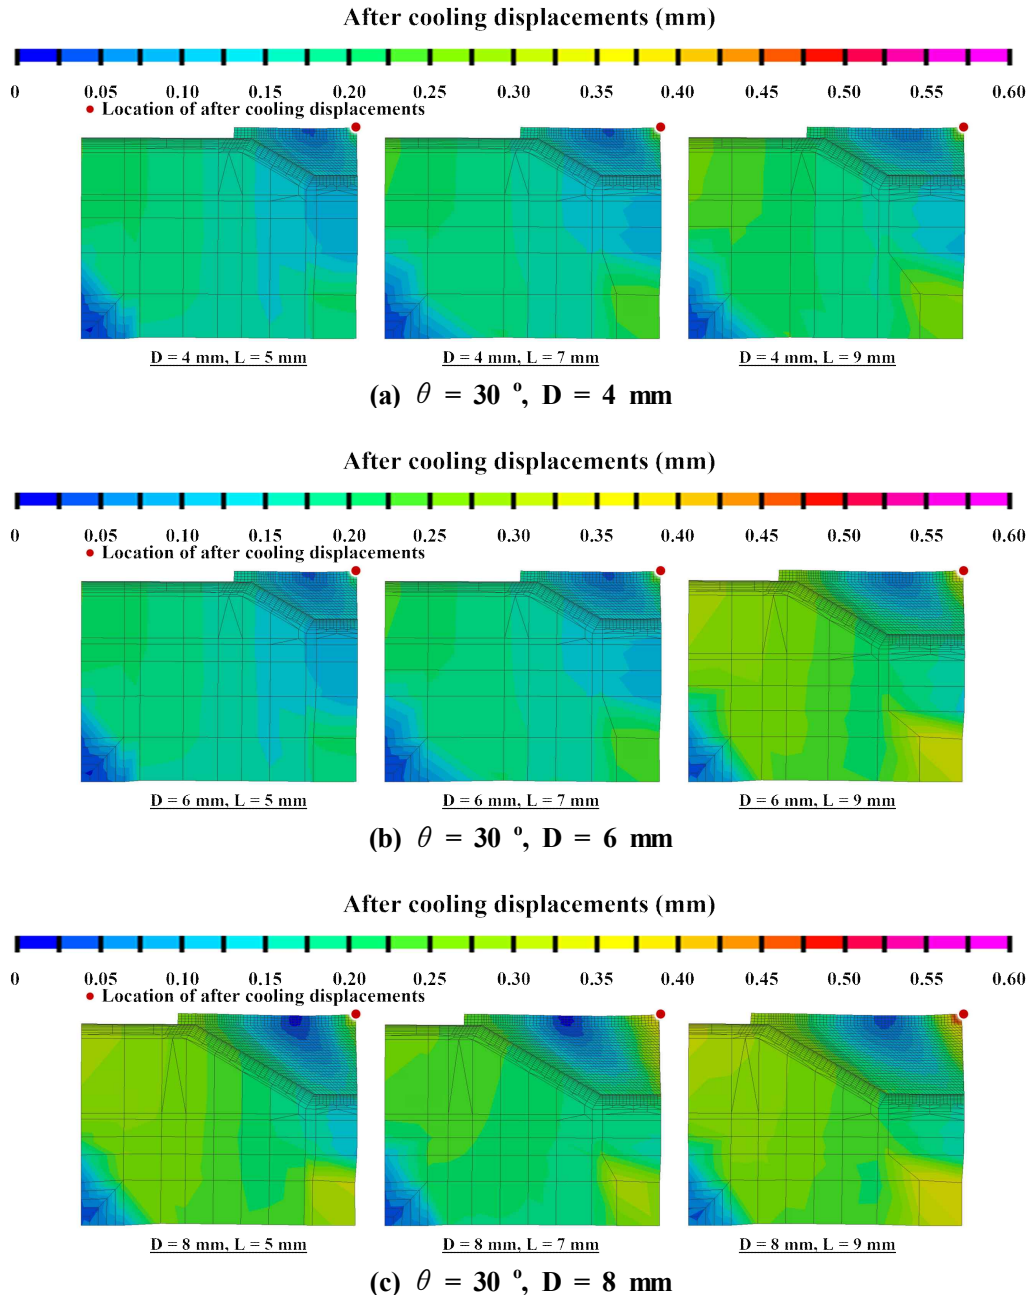 After cooling displacements (mm)
0 0.05 0.10 0.15 0.20 0.25 0.30 0.35 0.40 0.45 0.50 0.55 0.60
Location of after cooling displacements
D = 4 mm, L = 5 mm D = 4 mm, L = 7 mm D = 4 mm, L = 9 mm
(a) θ = 30 °, D = 4 mm
After cooling displacements (mm)
0 0.05 0.10 0.15 0.20 0.25 0.30 0.35 0.40 0.45 0.50 0.55 0.60
Location of after cooling displacements
D = 6 mm, L = 5 mm D = 6 mm, L = 7 mm D = 6 mm, L = 9 mm
(b) θ = 30 °, D = 6 mm
After cooling displacements (mm)
0 0.05 0.10 0.15 0.20 0.25 0.30 0.35 0.40 0.45 0.50 0.55 0.60
Location of after cooling displacements
D = 8 mm, L = 5 mm D = 8 mm, L = 7 mm D = 8 mm, L = 9 mm
(c) θ = 30 °, D = 8 mm